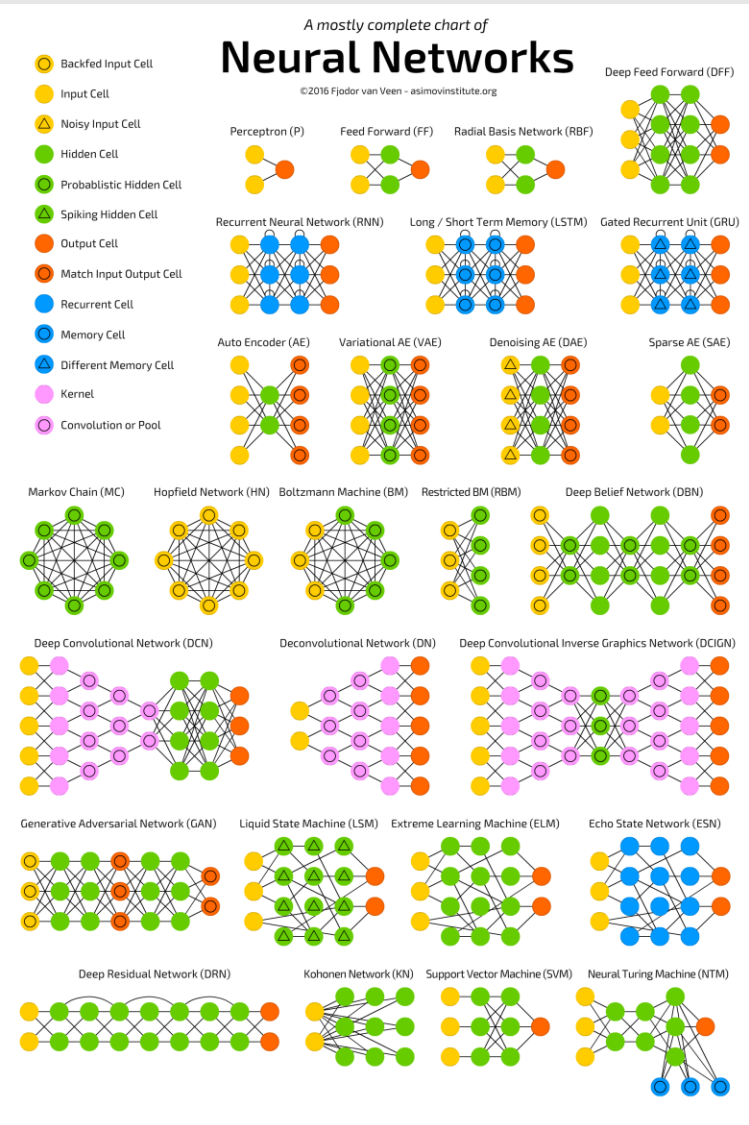 A mostly complete chart of
Neural Networks
©2016 Fjodor van Veen - asimovinstitute.org
Backfed Input Cell
Input Cell
Noisy Input Cell
Hidden Cell
Probablistic Hidden Cell
Spiking Hidden Cell
Output Cell
Match Input Output Cell
Recurrent Cell
Memory Cell
Different Memory Cell
Kernel
Convolution or Pool
Deep Feed Forward (DFF)
Perceptron (P)
Feed Forward (FF)
Radial Basis Network (RBF)
Recurrent Neural Network (RNN)
Long / Short Term Memory (LSTM)
Gated Recurrent Unit (GRU)
Auto Encoder (AE)
Variational AE (VAE)
Denoising AE (DAE)
Sparse AE (SAE)
Markov Chain (MC)
Hopfield Network (HN)
Boltzmann Machine (BM)
Restricted BM (RBM)
Deep Belief Network (DBN)
Deep Convolutional Network (DCN)
Deconvolutional Network (DN)
Deep Convolutional Inverse Graphics Network (DCIGN)
Generative Adversarial Network (GAN)
Liquid State Machine (LSM)
Extreme Learning Machine (ELM)
Echo State Network (ESN)
Deep Residual Network (DRN)
Kohonen Network (KN)
Support Vector Machine (SVM)
Neural Turing Machine (NTM)